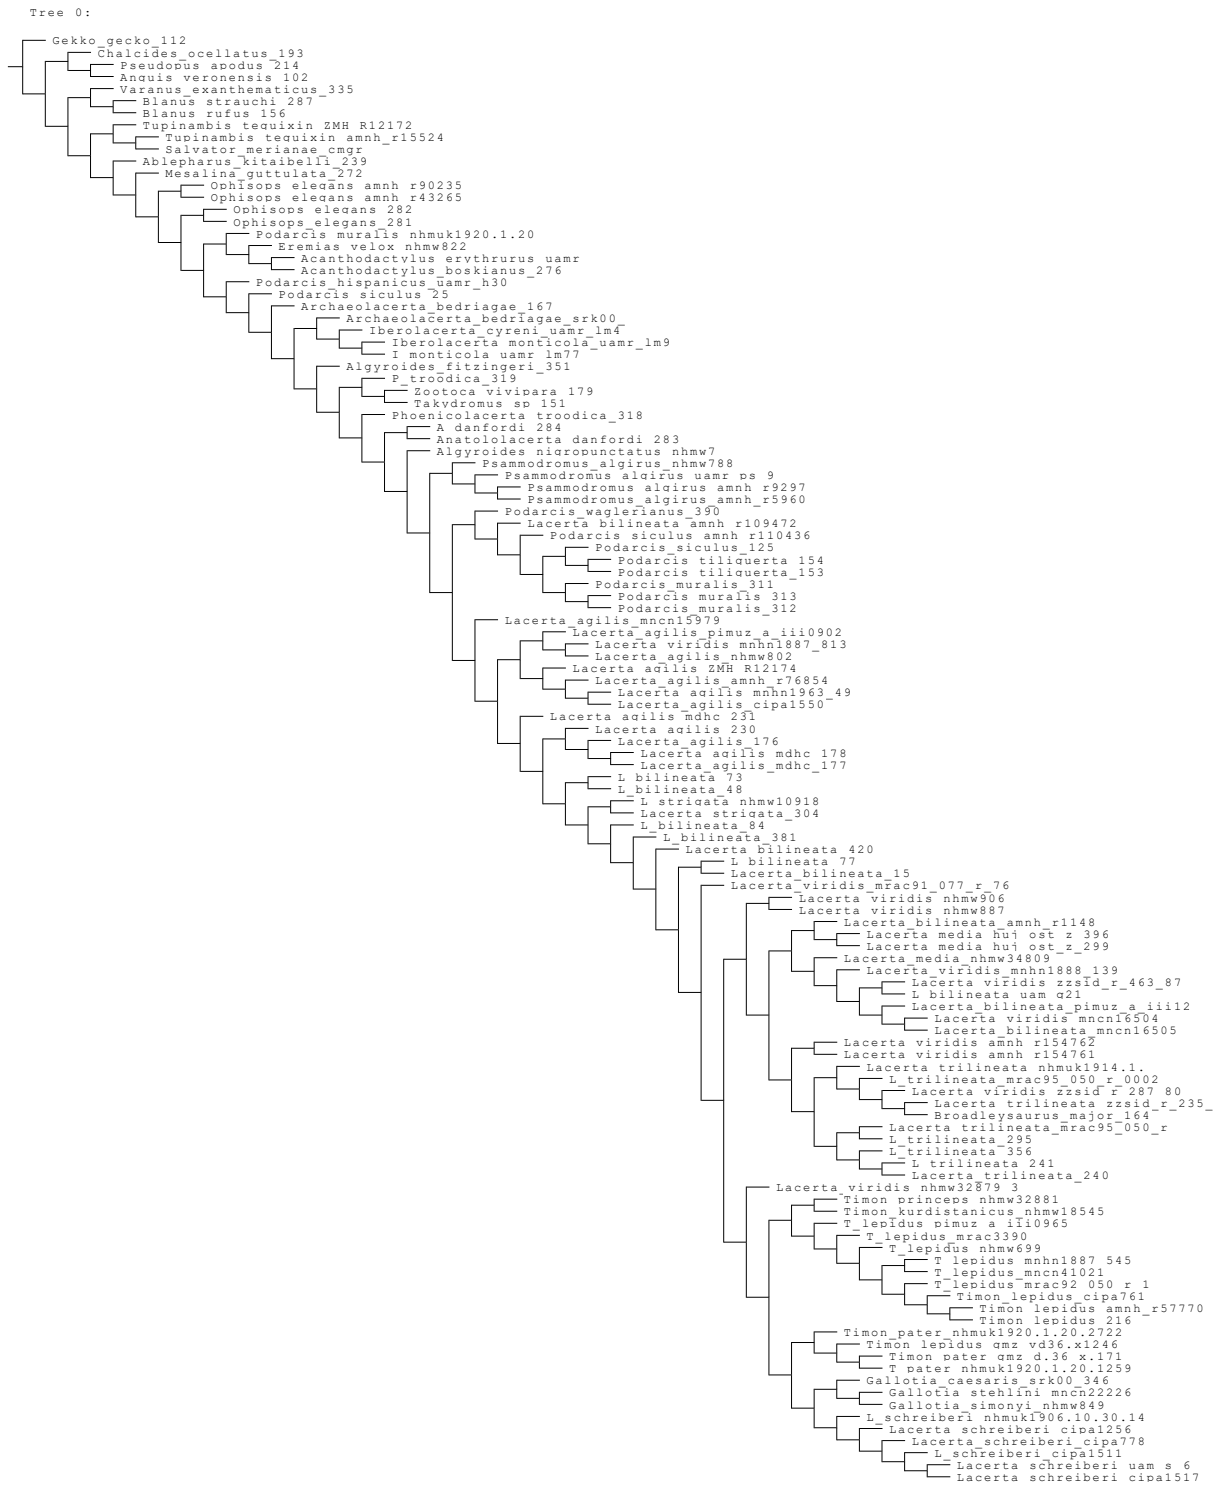 Tree 0:
Gekko_gecko_112
Chalcides_ocellatus_193
Pseudopus_apodus_214
Anguis_veronensis_102
Varanus_exanthematicus_335
Blanus_strauchi_287
Blanus_rufus_156
Tupinambis_teguixin_ZMH_R12172
Tupinambis_teguixin_amnh_r15524
Salvator_merianae_cmgr
Ablepharus_kitaibelli_239
Mesalina_guttulata_272
Ophisops_elegans_amnh_r90235
Ophisops_elegans_amnh_r43265
Ophisops_elegans_282
Ophisops_elegans_281
Podarcis_muralis_nhmuk1920.1.20
Eremias_velox_nhmw822
Acanthodactylus_erythrurus_uamr
Acanthodactylus_boskianus_276
Podarcis_hispanicus_uamr_h30
Podarcis_siculus_25
Archaeolacerta_bedriagae_167
Archaeolacerta_bedriagae_srk00_
Iberolacerta_cyreni_uamr_lm4
Iberolacerta_monticola_uamr_lm9
I_monticola_uamr_lm77
Algyroides_fitzingeri_351
P_troodica_319
Zootoca_vivipara_179
Takydromus_sp_151
Phoenicolacerta_troodica_318
A_danfordi_284
Anatololacerta_danfordi_283
Algyroides_nigropunctatus_nhmw7
Psammodromus_algirus_nhmw788
Psammodromus_algirus_uamr_ps_9
Psammodromus_algirus_amnh_r9297
Psammodromus_algirus_amnh_r5960
Podarcis_waglerianus_390
Lacerta_bilineata_amnh_r109472
Podarcis_siculus_amnh_r110436
Podarcis_siculus_125
Podarcis_tiliguerta_154
Podarcis_tiliguerta_153
Podarcis_muralis_311
Podarcis_muralis_313
Podarcis_muralis_312
Lacerta_agilis_mncn15979
Lacerta_agilis_pimuz_a_iii0902
Lacerta_viridis_mnhn1887_813
Lacerta_agilis_nhmw802
Lacerta_agilis_ZMH_R12174
Lacerta_agilis_amnh_r76854
Lacerta_agilis_mnhn1963_49
Lacerta_agilis_cipa1550
Lacerta_agilis_mdhc_231
Lacerta_agilis_230
Lacerta_agilis_176
Lacerta_agilis_mdhc_178
Lacerta_agilis_mdhc_177
L_bilineata_73
L_bilineata_48
L_strigata_nhmw10918
Lacerta_strigata_304
L_bilineata_84
L_bilineata_381
Lacerta_bilineata_420
L_bilineata_77
Lacerta_bilineata_15
Lacerta_viridis_mrac91_077_r_76
Lacerta_viridis_nhmw906
Lacerta_viridis_nhmw887
Lacerta_bilineata_amnh_r1148
Lacerta_media_huj_ost_z_396
Lacerta_media_huj_ost_z_299
Lacerta_media_nhmw34809
Lacerta_viridis_mnhn1888_139
Lacerta_viridis_zzsid_r_463_87
L_bilineata_uam_g21
Lacerta_bilineata_pimuz_a_iii12
Lacerta_viridis_mncn16504
Lacerta_bilineata_mncn16505
Lacerta_viridis_amnh_r154762
Lacerta_viridis_amnh_r154761
Lacerta_trilineata_nhmuk1914.1.
L_trilineata_mrac95_050_r_0002
Lacerta_viridis_zzsid_r_287_80
Lacerta_trilineata_zzsid_r_235_
Broadleysaurus_major_164
Lacerta_trilineata_mrac95_050_r
L_trilineata_295
L_trilineata_356
L_trilineata_241
Lacerta_trilineata_240
Lacerta_viridis_nhmw32879_3
Timon_princeps_nhmw32881
Timon_kurdistanicus_nhmw18545
T_lepidus_pimuz_a_iii0965
T_lepidus_mrac3390
T_lepidus_nhmw699
T_lepidus_mnhn1887_545
T_lepidus_mncn41021
T_lepidus_mrac92_050_r_1
Timon_lepidus_cipa761
Timon_lepidus_amnh_r57770
Timon_lepidus_216
Timon_pater_nhmuk1920.1.20.2722
Timon_lepidus_gmz_vd36.x1246
Timon_pater_gmz_d.36_x.171
T_pater_nhmuk1920.1.20.1259
Gallotia_caesaris_srk00_346
Gallotia_stehlini_mncn22226
Gallotia_simonyi_nhmw849
L_schreiberi_nhmuk1906.10.30.14
Lacerta_schreiberi_cipa1256
Lacerta_schreiberi_cipa778
L_schreiberi_cipa1511
Lacerta_schreiberi_uam_s_6
Lacerta_schreiberi_cipa1517